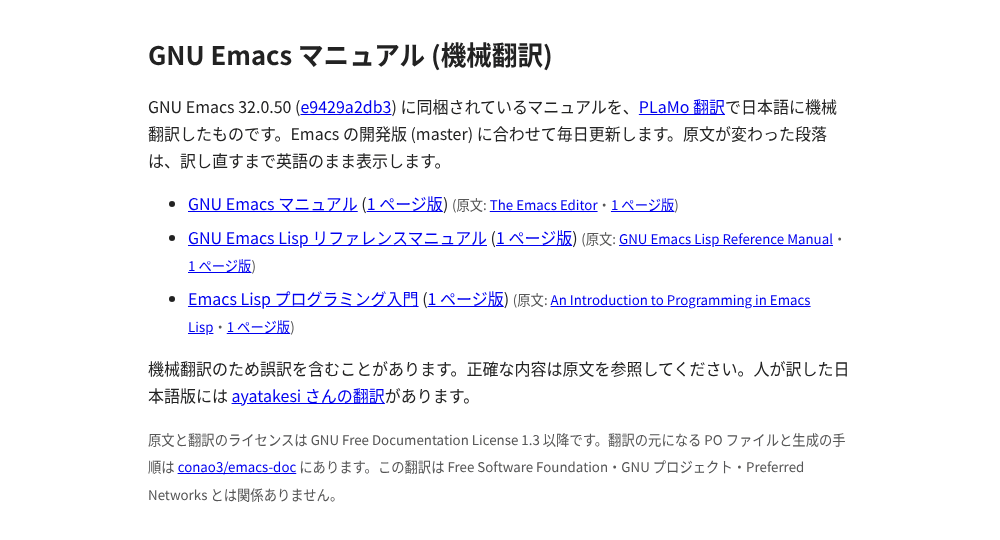 GNU Emacs マニュアル (機械翻訳)
GNU Emacs 32.0.50 (e9429a2db3) に同梱されているマニュアルを、PLaMo 翻訳で日本語に機械
翻訳したものです。Emacs の開発版 (master) に合わせて毎日更新します。原文が変わった段落
は、訳し直すまで英語のまま表示します。
• GNU Emacs マニュアル (1 ページ版) (原文: The Emacs Editor・1 ページ版)
• GNU Emacs Lisp リファレンスマニュアル (1 ページ版) (原文: GNU Emacs Lisp Reference Manual・
1 ページ版)
• Emacs Lisp プログラミング入門 (1 ページ版) (原文: An Introduction to Programming in Emacs
Lisp・1 ページ版)
機械翻訳のため誤訳を含むことがあります。正確な内容は原文を参照してください。人が訳した日
本語版には ayatakesi さんの翻訳があります。
原文と翻訳のライセンスは GNU Free Documentation License 1.3 以降です。翻訳の元になる PO ファイルと生成の手
順は conao3/emacs-doc にあります。この翻訳は Free Software Foundation・GNU プロジェクト・Preferred
Networks とは関係ありません。